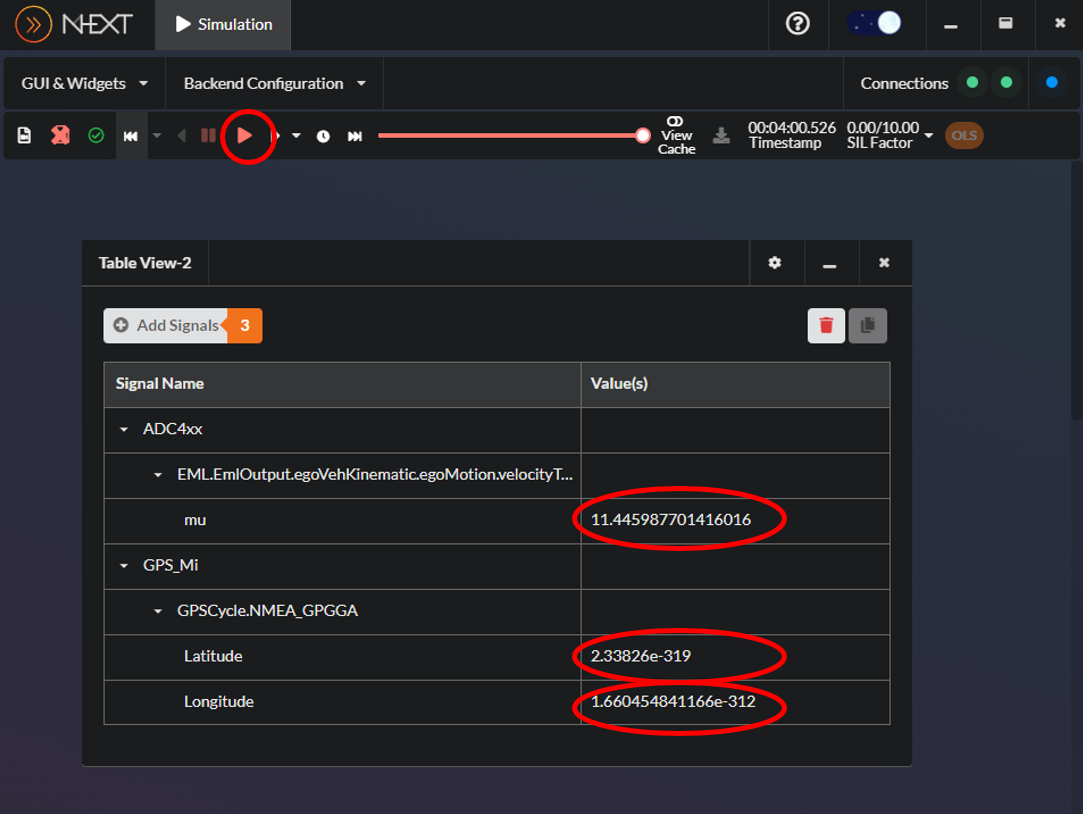 NEXT
Simulation
GUI & Widgets
Backend Configuration
Connections
View
Cache
00:04:00.526
Timestamp
0.00/10.00
SIL Factor
OLS
Table View-2
Add Signals
3
Signal Name
Value(s)
ADC4xx
EML.EmlOutput.egoVehKinematic.egoMotion.velocityT...
mu
11.445987701416016
GPS_Mi
GPSCycle.NMEA_GPGGA
Latitude
2.33826e-319
Longitude
1.660454841166e-312